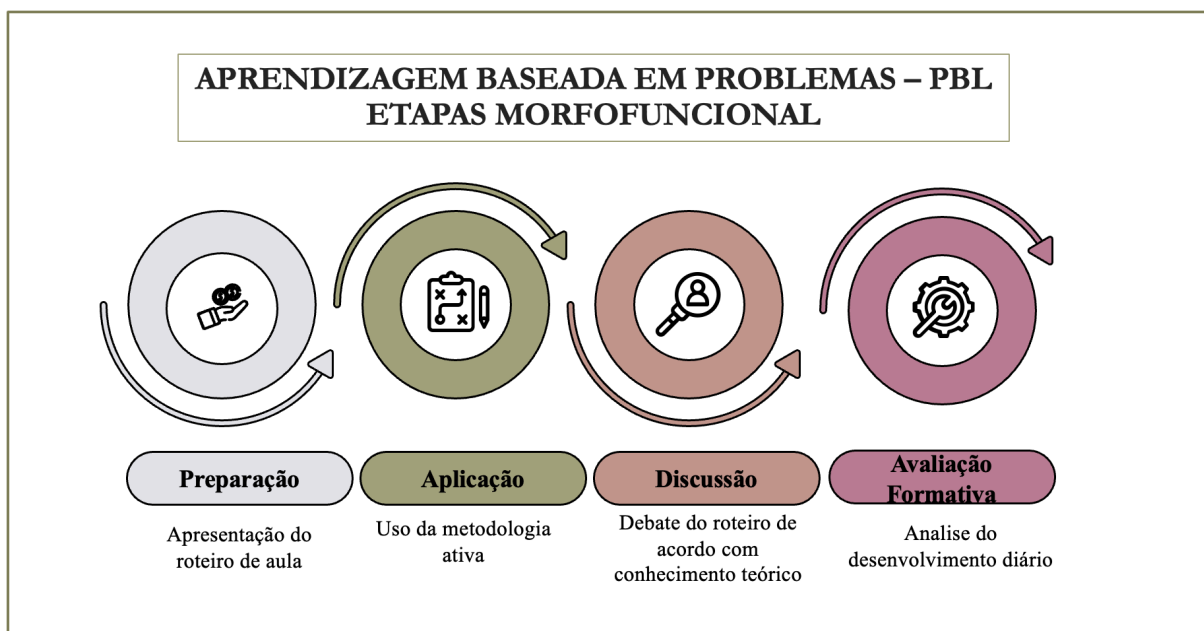 APRENDIZAGEM BASEADA EM PROBLEMAS – PBL
ETAPAS MORFOFUNCIONAL
Preparação
Apresentação do
roteiro de aula
Aplicação
Uso da metodologia
ativa
Discussão
Debate do roteiro de
acordo com
conhecimento teórico
Avaliação
Formativa
Analise do
desenvolvimento diário